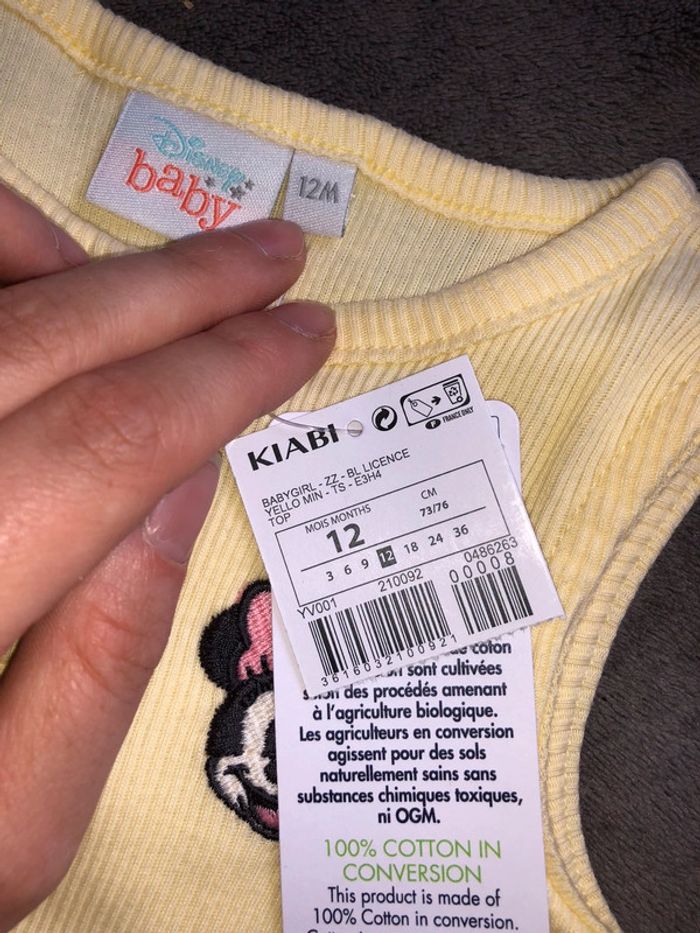 Disney
baby
12M
KIABI
FRANCE ONLY
BABYGIRL - ZZ - BL LICENCE
YELLO MIN - TS - E3H4
TOP
MOIS MONTHS
CM
12
73/76
3 6 9 12 18 24 36
YV001 210092 0486263
00008
3616032100921
coton
sont cultivées
des procédés amenant
à l'agriculture biologique.
Les agriculteurs en conversion
agissent pour des sols
naturellement sains sans
substances chimiques toxiques,
ni OGM.
100% COTTON IN
CONVERSION
This product is made of
100% Cotton in conversion.